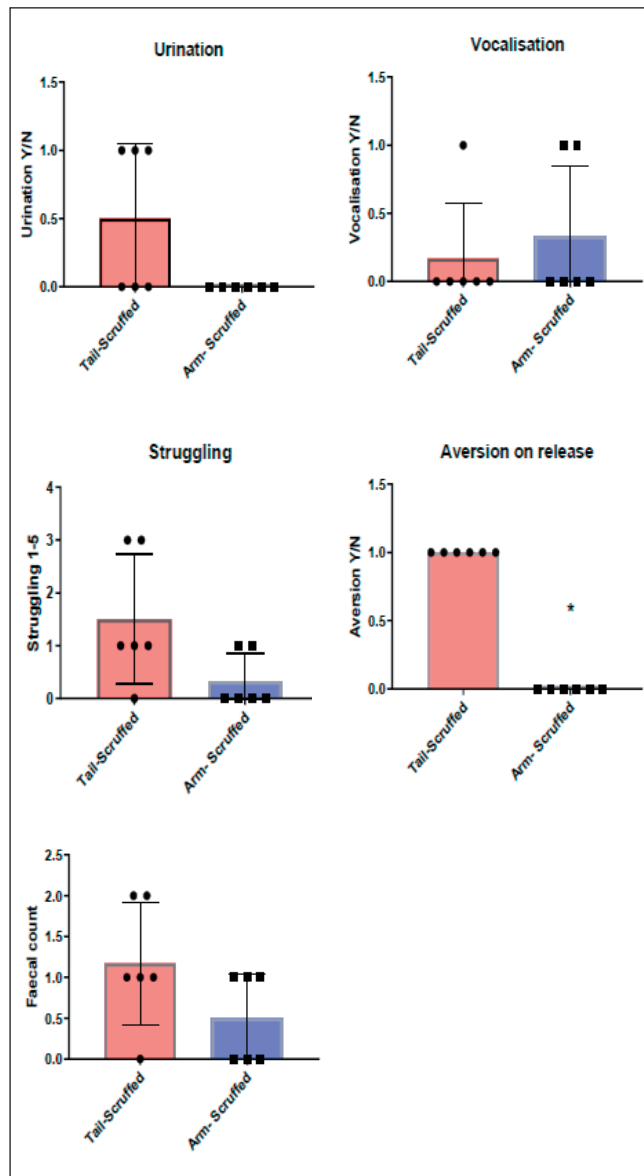 Urination
Urination Y/N
1.5
1.0
0.5
0.0
Tail-Scruffed
Arm- Scruffed
Vocalisation
Vocalisation Y/N
1.5
1.0
0.5
0.0
Tail-Scruffed
Arm- Scruffed
Struggling
Struggling 1-5
4
3
2
1
0
Tail-Scruffed
Arm- Scruffed
Aversion on release
Aversion Y/N
1.5
1.0
0.5
0.0
*
Tail-Scruffed
Arm- Scruffed
Faecal count
2.5
2.0
1.5
1.0
0.5
0.0
Tail-Scruffed
Arm- Scruffed